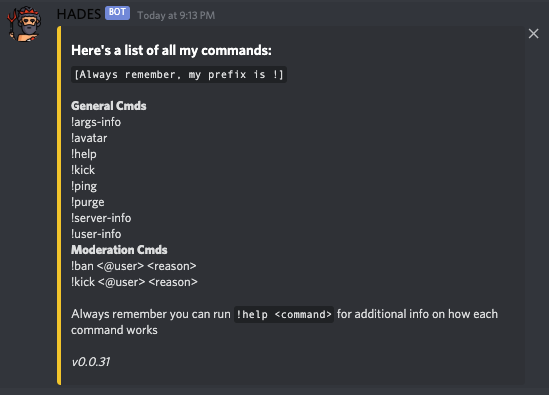 HADES BOT Today at 9:13 PM
Here's a list of all my commands:
[Always remember, my prefix is !]
General Cmds
!args-info
!avatar
!help
!kick
!ping
!purge
!server-info
!user-info
Moderation Cmds
!ban <@user> <reason>
!kick <@user> <reason>
Always remember you can run !help <command> for additional info on how each
command works
v0.0.31